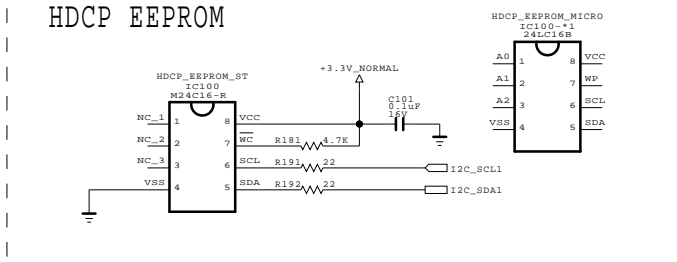 HDCP EEPROM
HDCP_EEPROM_MICRO
IC100-*1
24LC16B
A0 1 8 VCC
A1 2 7 WP
A2 3 6 SCL
VSS 4 5 SDA
+3.3V_NORMAL
HDCP_EEPROM_ST
IC100
M24C16-R
C101
0.1uF
16V
NC_1 1 8 VCC
NC_2 2 7 WC R181 4.7K
NC_3 3 6 SCL R191 22 I2C_SCL1
VSS 4 5 SDA R192 22 I2C_SDA1